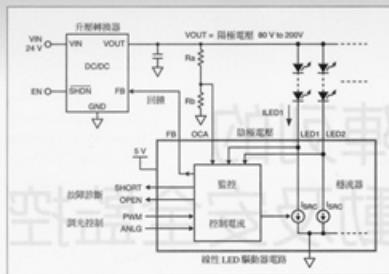 升壓轉換器
VIN
24 V
VIN
VOUT
DC/DC
EN
SHDN
FB
GND
VOUT = 陽極電壓 80 V to 200V
Ra
Rb
回饋
ILED1
FB
OCA
陰極電壓
LED1
LED2
5 V
故障診斷
SHORT
OPEN
調光控制
PWM
ANLG
監控
控制電流
穩流器
ISRC
ISRC
線性 LED 驅動器電路